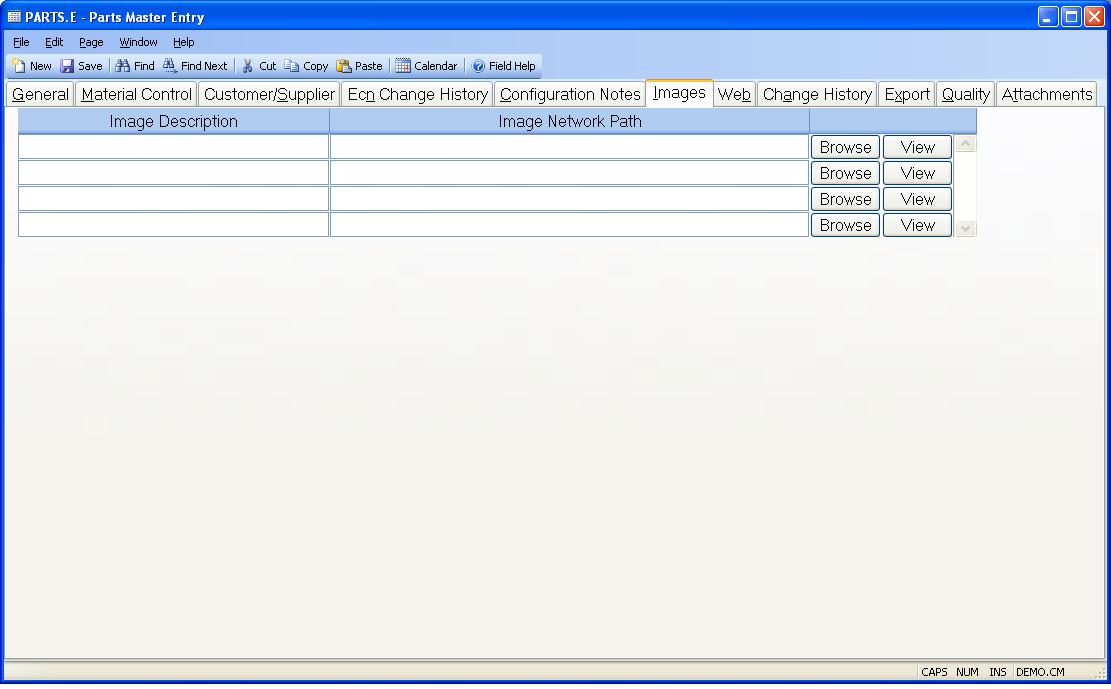 PARTS.E - Parts Master Entry
File Edit Page Window Help
New Save Find Find Next Cut Copy Paste Calendar Field Help
General Material Control Customer/Supplier Ecn Change History Configuration Notes Images Web Change History Export Quality Attachments
Image Description Image Network Path
Browse View
Browse View
Browse View
Browse View
CAPS NUM INS DEMO.CM